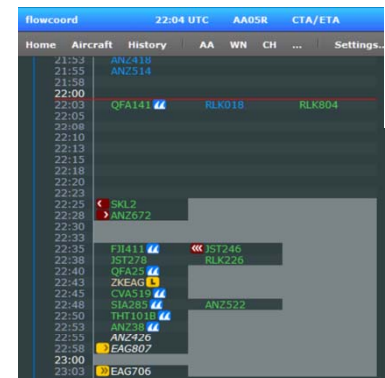 flowcoord 22:04 UTC AA05R CTA/ETA
Home Aircraft History AA WN CH ... Settings..
21:53 ANZ418
21:55 ANZ514
21:58
22:00
22:03 QFA141 RLK018 RLK804
22:05
22:08
22:10
22:13
22:15
22:18
22:20
22:23
22:25 SKL2
22:28 ANZ672
22:30
22:33
22:35 FJI411 JST246
22:38 JST278 RLK226
22:40 QFA25
22:43 ZKEAG L
22:45 CVA519
22:48 SIA285 ANZ522
22:50 THT101B
22:53 ANZ38
22:55 ANZ426
22:58 EAG807
23:00
23:03 EAG706